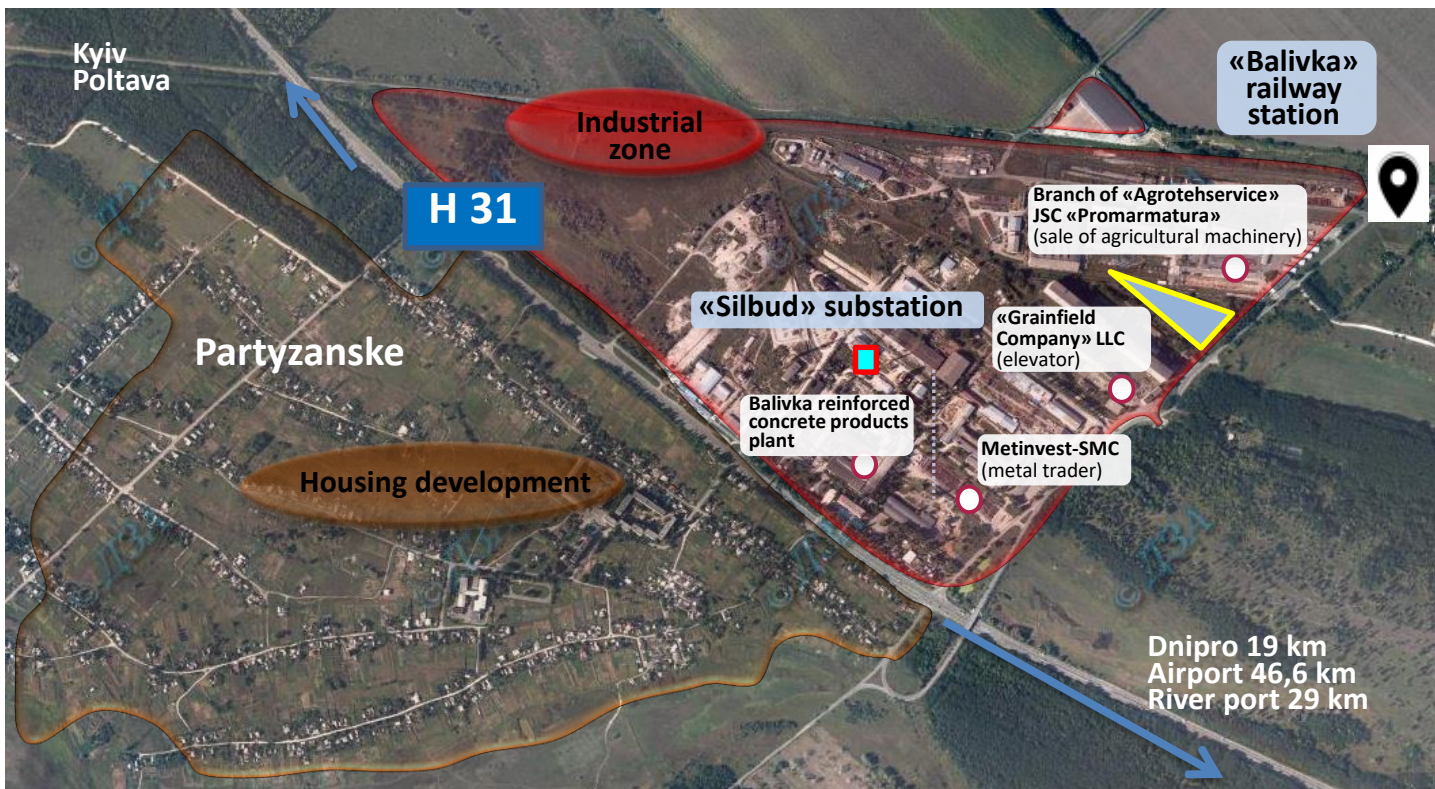 Kyiv
Poltava
«Balivka»
railway
station
Industrial
zone
H 31
Branch of «Agrotehservice»
JSC «Promarmatura»
(sale of agricultural machinery)
«Silbud» substation
«Grainfield
Company» LLC
(elevator)
Partyzanske
Balivka reinforced
concrete products
plant
Metinvest-SMC
(metal trader)
Housing development
Dnipro 19 km
Airport 46,6 km
River port 29 km